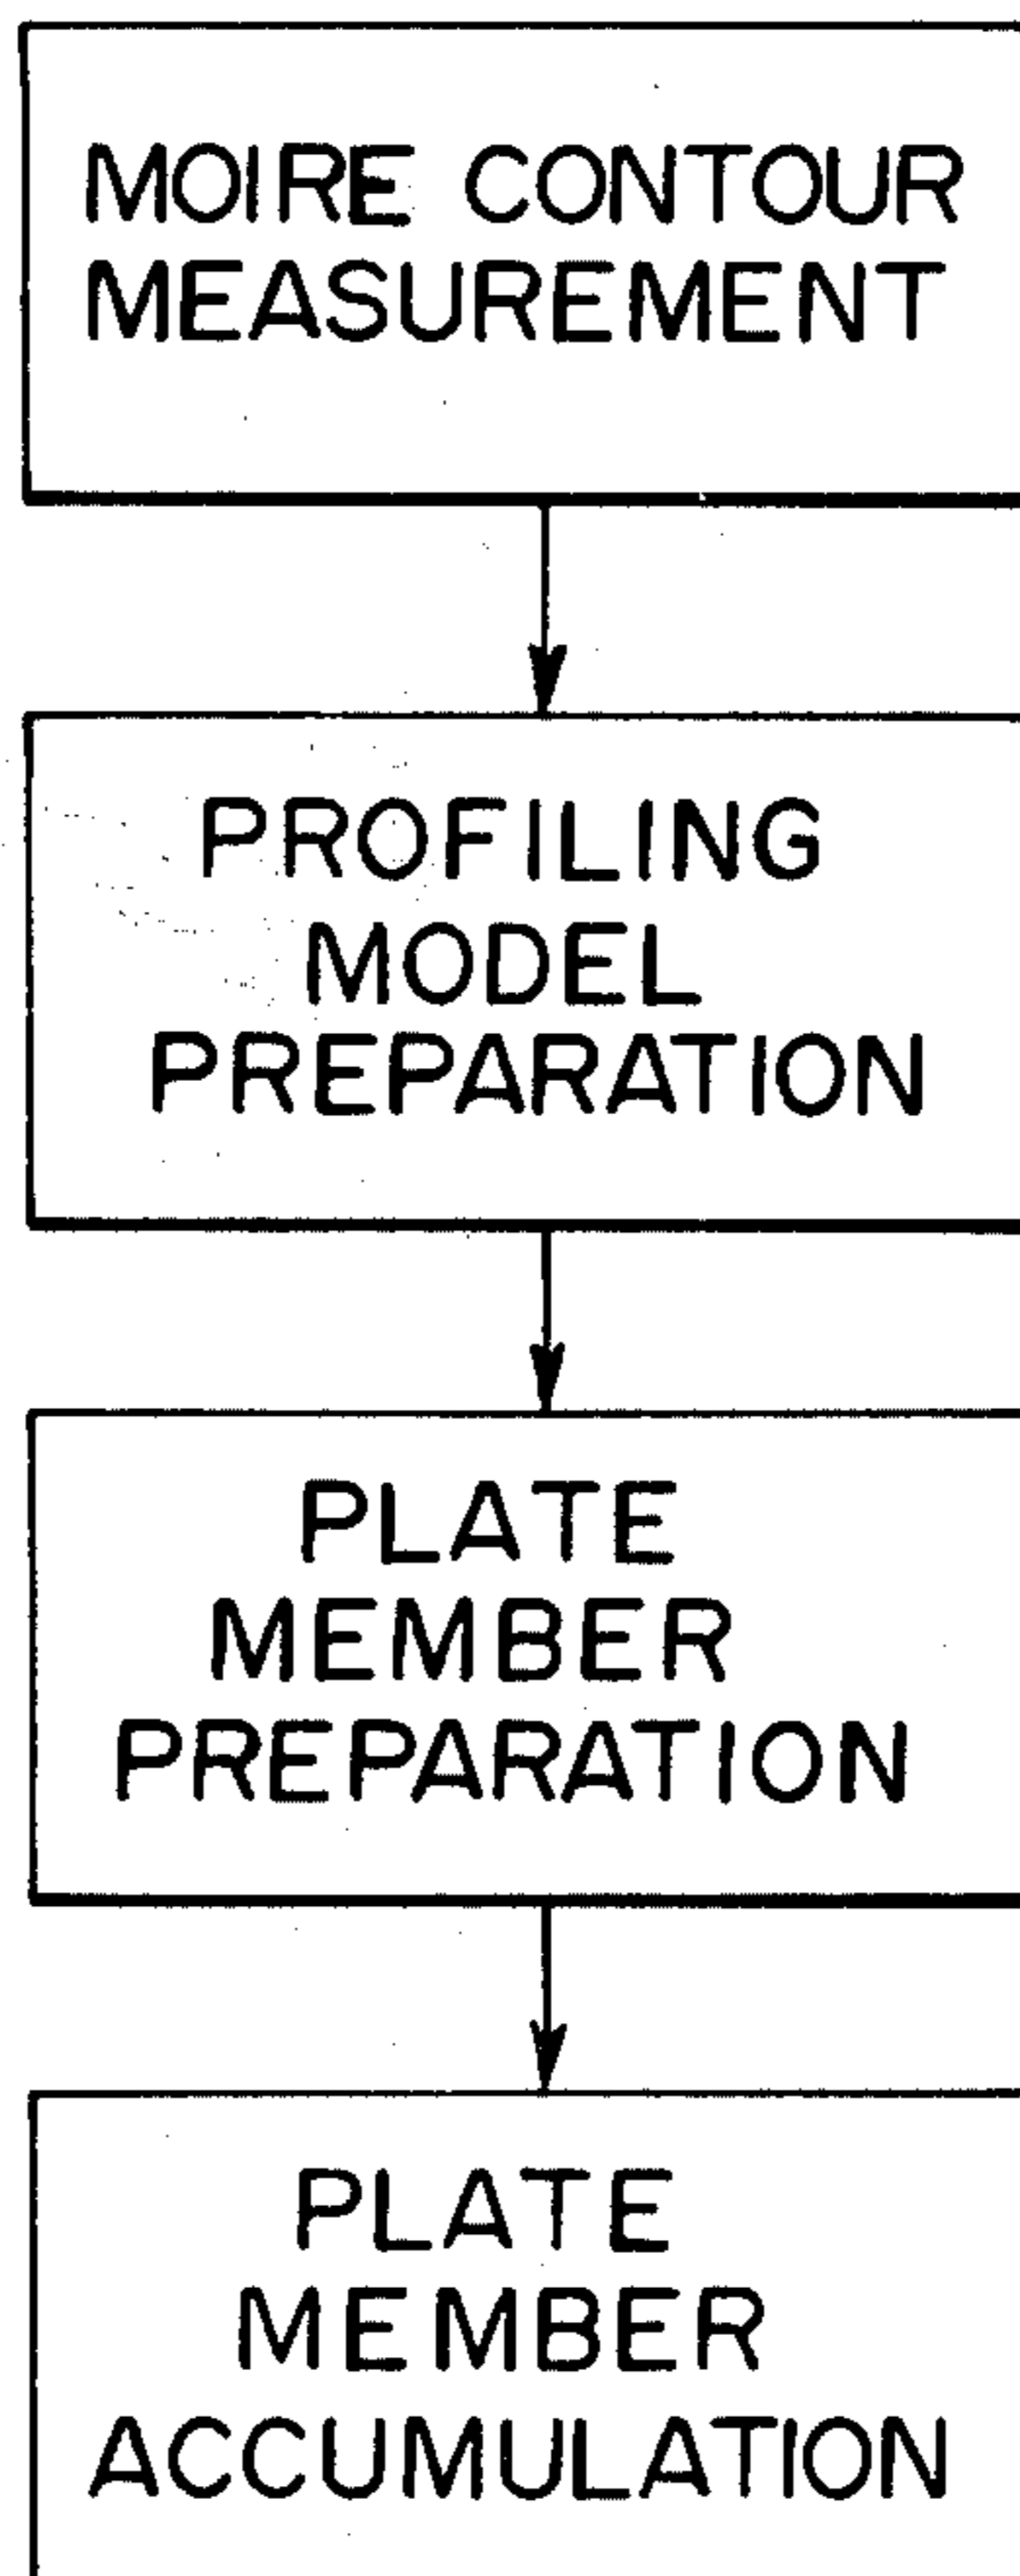 MOIRE CONTOUR
MEASUREMENT
PROFILING
MODEL
PREPARATION
PLATE
MEMBER
PREPARATION
PLATE
MEMBER
ACCUMULATION